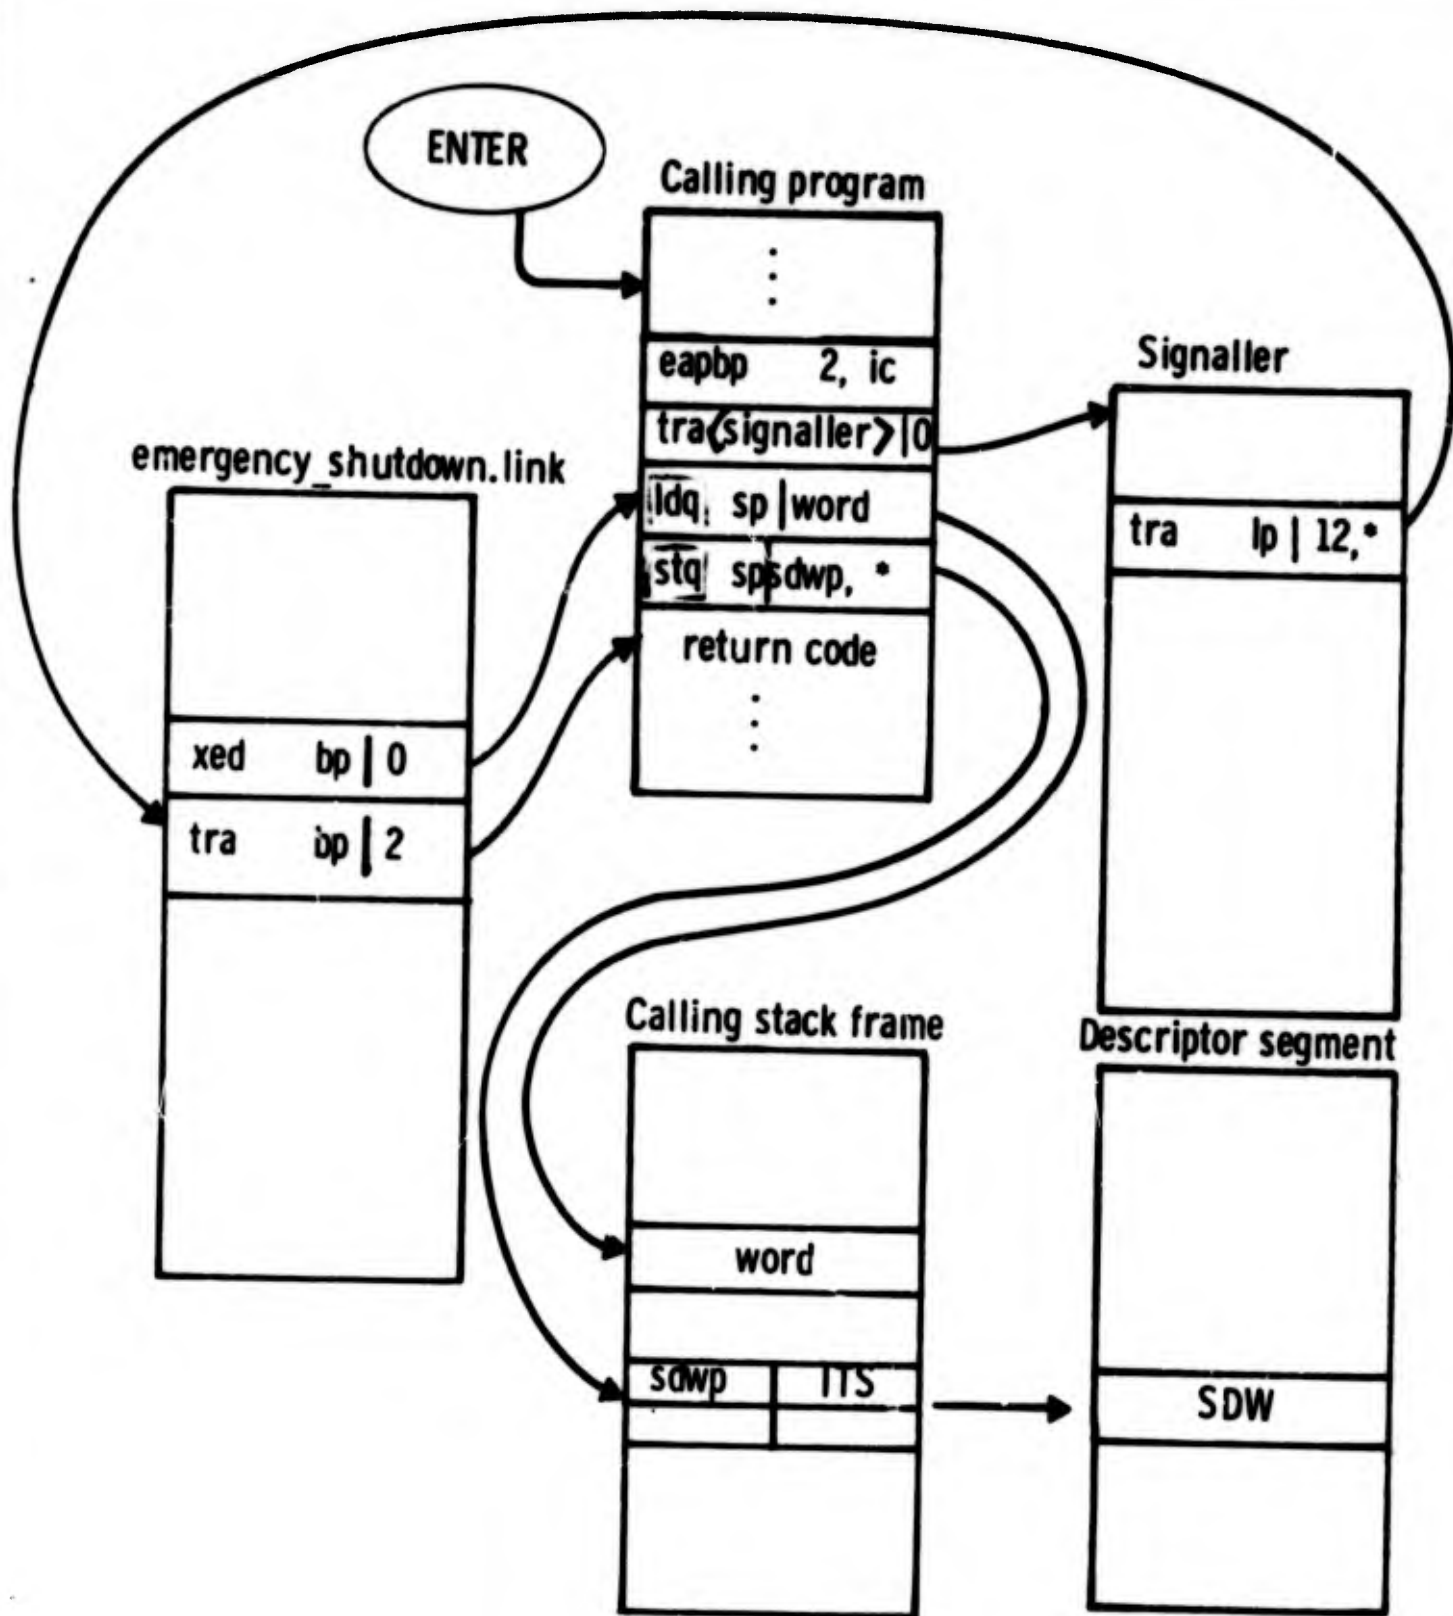 ENTER
Calling program
eapbp 2, ic
tra<signaller>|0
ldq sp|word
stq sp|sdwp, *
return code
Signaller
tra lp | 12,*
emergency_shutdown.link
xed bp | 0
tra bp | 2
Calling stack frame
word
sdwp ITS
Descriptor segment
SDW